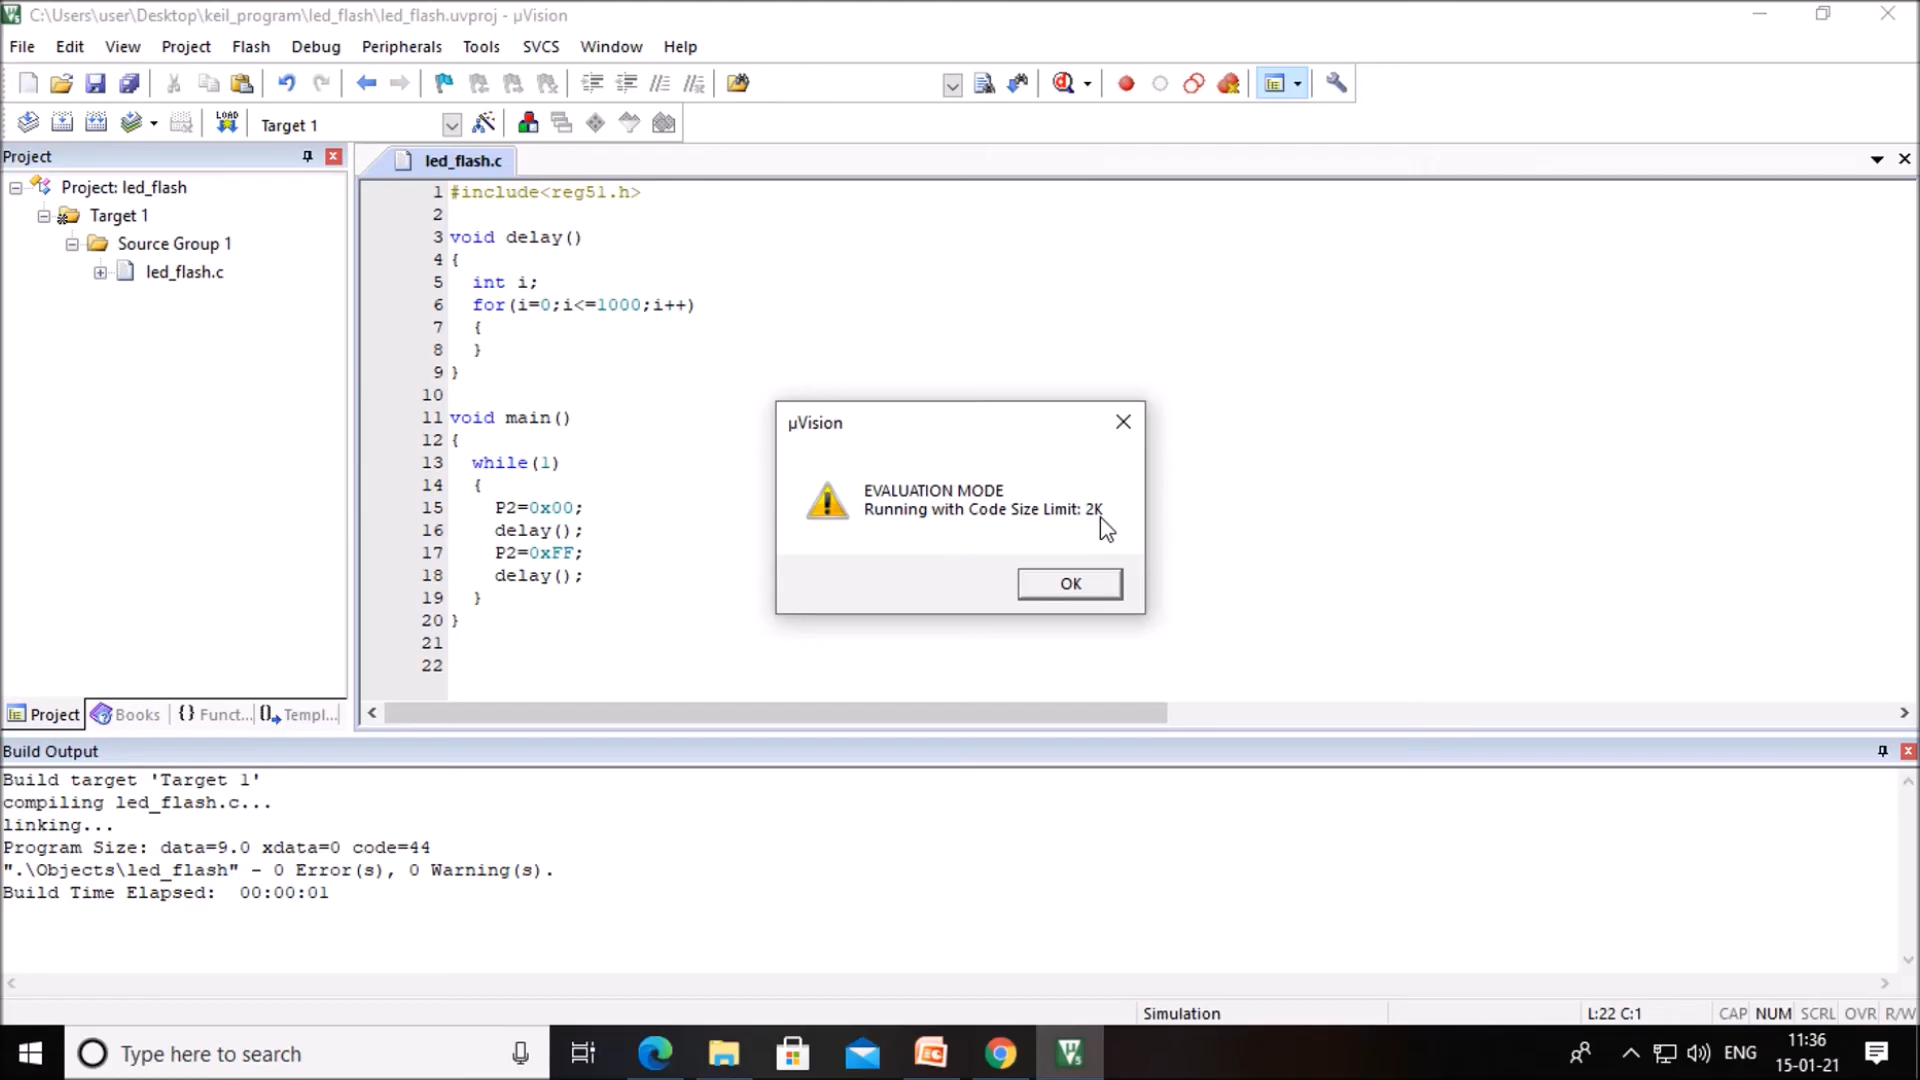 C:\Users\user\Desktop\keil_program\led_flash\led_flash.uvproj - µVision
File Edit View Project Flash Debug Peripherals Tools SVCS Window Help
LOAD Target 1
Project
led_flash.c
Project: led_flash
Target 1
Source Group 1
led_flash.c
1 #include<reg51.h>
2
3 void delay()
4 {
5 int i;
6 for(i=0;i<=1000;i++)
7 {
8 }
9 }
10
11 void main()
12 {
13 while(1)
14 {
15 P2=0x00;
16 delay();
17 P2=0xFF;
18 delay();
19 }
20 }
21
22
µVision
EVALUATION MODE
Running with Code Size Limit: 2K
OK
Project Books {} Funct... Templ...
Build Output
Build target 'Target 1'
compiling led_flash.c...
linking...
Program Size: data=9.0 xdata=0 code=44
".\Objects\led_flash" - 0 Error(s), 0 Warning(s).
Build Time Elapsed:  00:00:01
Simulation L:22 C:1 CAP NUM SCRL OVR R/W
Type here to search
ENG
11:36
15-01-21